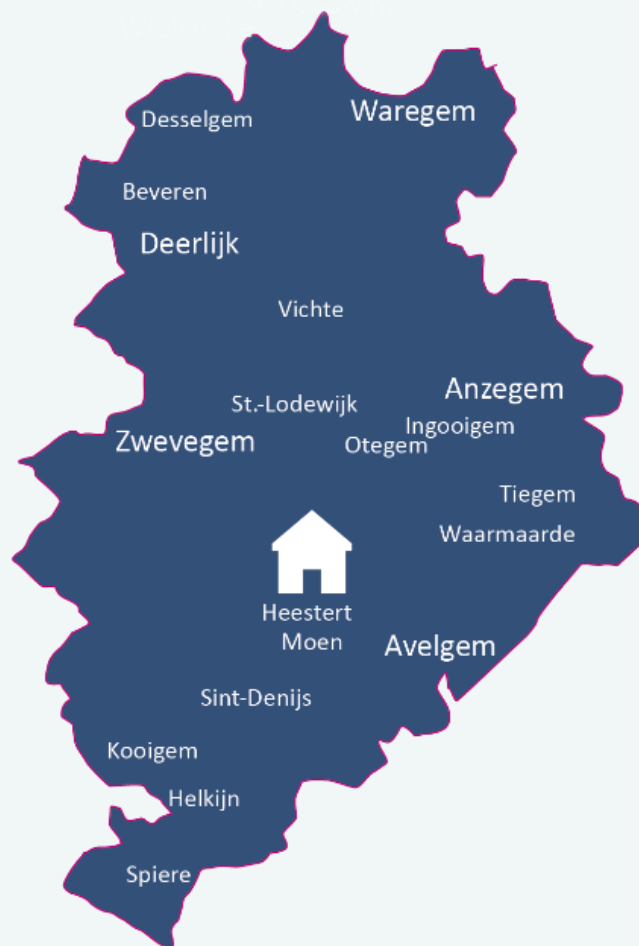 Waregem
Desselgem
Beveren
Deerlijk
Vichte
Anzegem
St.-Lodewijk
Ingooigem
Zwevegem
Otegem
Tiegem
Waarmaarde
Heestert
Moen
Avelgem
Sint-Denijs
Kooigem
Helkijn
Spiere